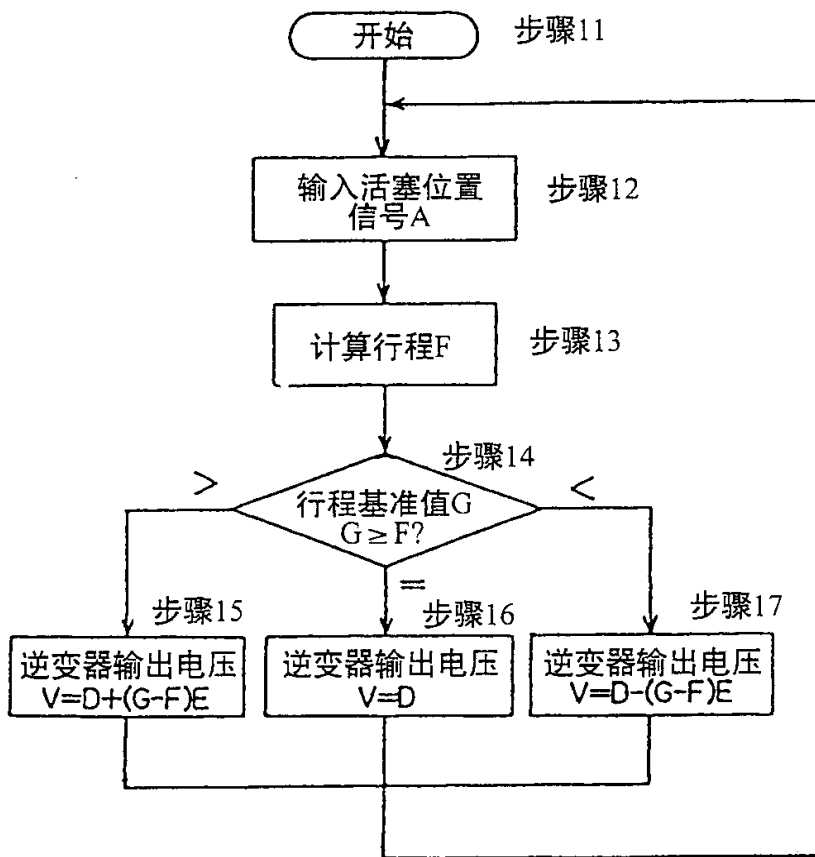 开始
步骤11
输入活塞位置
信号A
步骤12
计算行程F
步骤13
步骤14
>
<
行程基准值G
G≥F?
=
步骤15
步骤16
步骤17
逆变器输出电压
V=D+(G-F)E
逆变器输出电压
V=D
逆变器输出电压
V=D-(G-F)E